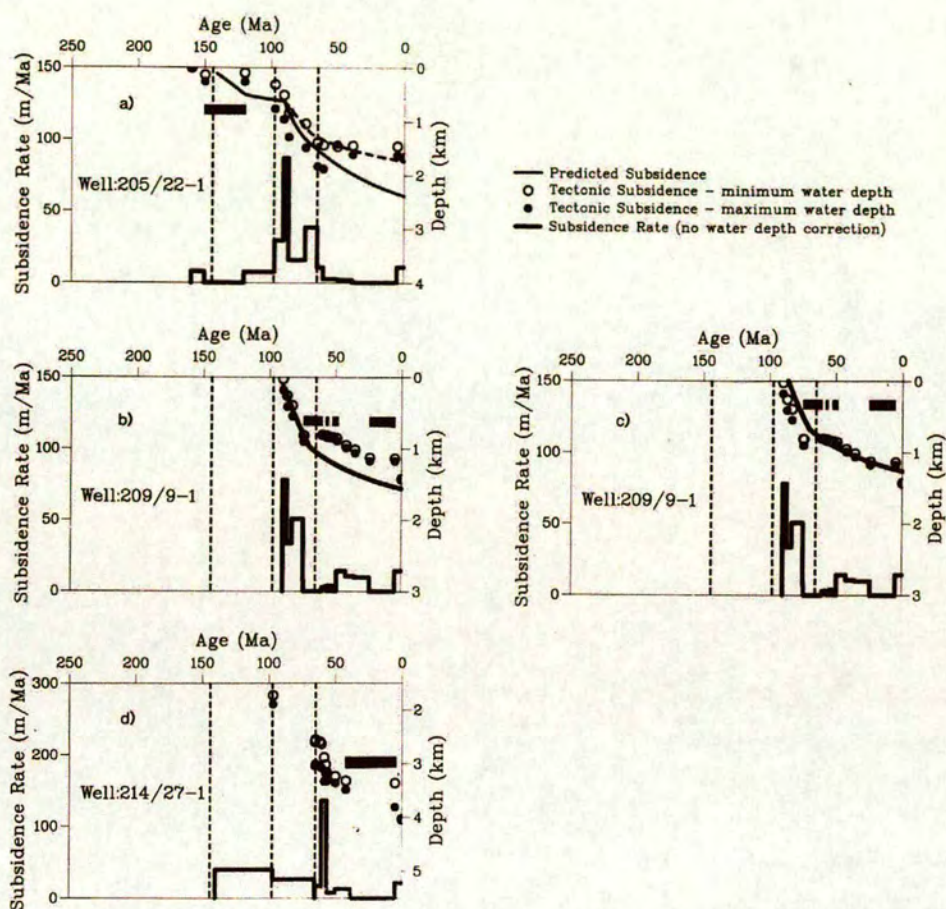 Age (Ma)
250 200 150 100 50 0
Subsidence Rate (m/Ma)
150
100
50
0
a)
Well:205/22-1
0
1
2
3
4
Depth (km)
Predicted Subsidence
Tectonic Subsidence - minimum water depth
Tectonic Subsidence - maximum water depth
Subsidence Rate (no water depth correction)
Age (Ma)
250 200 150 100 50 0
Subsidence Rate (m/Ma)
150
100
50
0
b)
Well:209/9-1
0
1
2
3
Depth (km)
Age (Ma)
250 200 150 100 50 0
Subsidence Rate (m/Ma)
150
100
50
0
c)
Well:209/9-1
0
1
2
3
Depth (km)
Age (Ma)
250 200 150 100 50 0
Subsidence Rate (m/Ma)
300
200
100
0
d)
Well:214/27-1
2
3
4
5
Depth (km)